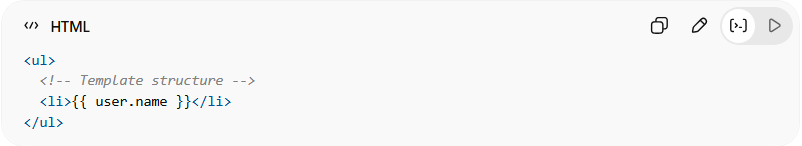 HTML
<ul>
  <!-- Template structure -->
  <li>{{ user.name }}</li>
</ul>